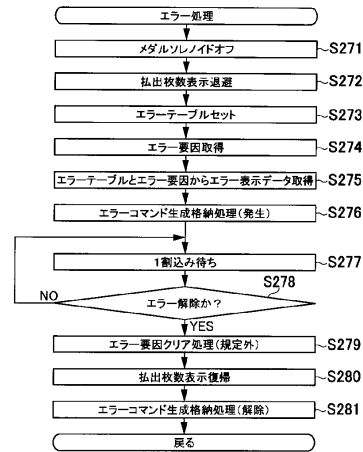 エラー処理
メダルソレノイドオフ
S271
払出枚数表示退避
S272
エラーテーブルセット
S273
エラー要因取得
S274
エラーテーブルとエラー要因からエラー表示データ取得
S275
エラーコマンド生成格納処理(発生)
S276
1割込み待ち
S277
S278
エラー解除か?
NO
YES
エラー要因クリア処理(規定外)
S279
払出枚数表示復帰
S280
エラーコマンド生成格納処理(解除)
S281
戻る